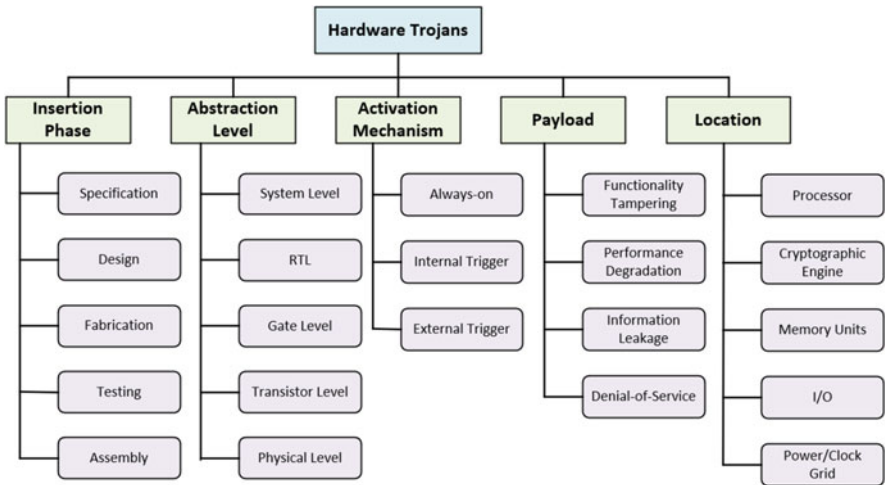 Hardware Trojans
Insertion
Phase
Abstraction
Level
Activation
Mechanism
Payload
Location
Specification
Design
Fabrication
Testing
Assembly
System Level
RTL
Gate Level
Transistor Level
Physical Level
Always-on
Internal Trigger
External Trigger
Functionality
Tampering
Performance
Degradation
Information
Leakage
Denial-of-Service
Processor
Cryptographic
Engine
Memory Units
I/O
Power/Clock
Grid